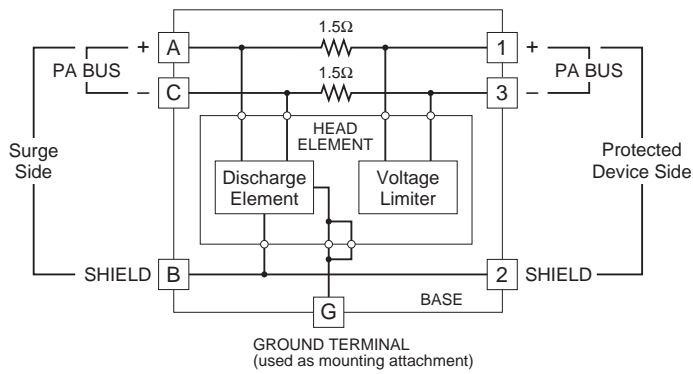 1.5Ω
+ A 1 +
PA BUS PA BUS
1.5Ω
– C 3 –
HEAD
ELEMENT
Surge
Side
Protected
Device Side
Discharge
Element
Voltage
Limiter
SHIELD B 2 SHIELD
BASE
G
GROUND TERMINAL
(used as mounting attachment)